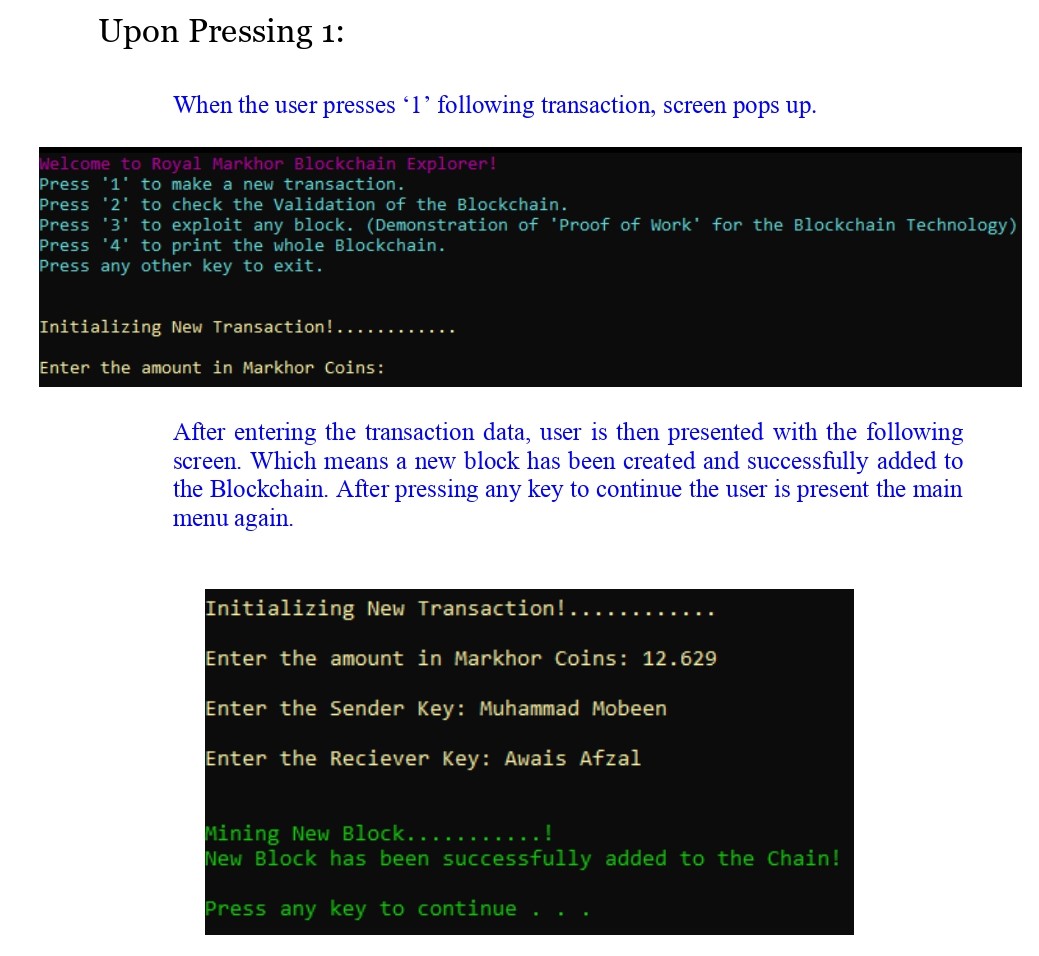 Upon Pressing 1:
When the user presses ‘1’ following transaction, screen pops up.
Welcome to Royal Markhor Blockchain Explorer!
Press '1' to make a new transaction.
Press '2' to check the Validation of the Blockchain.
Press '3' to exploit any block. (Demonstration of 'Proof of Work' for the Blockchain Technology)
Press '4' to print the whole Blockchain.
Press any other key to exit.
Initializing New Transaction!............
Enter the amount in Markhor Coins:
After entering the transaction data, user is then presented with the following
screen. Which means a new block has been created and successfully added to
the Blockchain. After pressing any key to continue the user is present the main
menu again.
Initializing New Transaction!............
Enter the amount in Markhor Coins: 12.629
Enter the Sender Key: Muhammad Mobeen
Enter the Reciever Key: Awais Afzal
Mining New Block...........!
New Block has been successfully added to the Chain!
Press any key to continue . . .